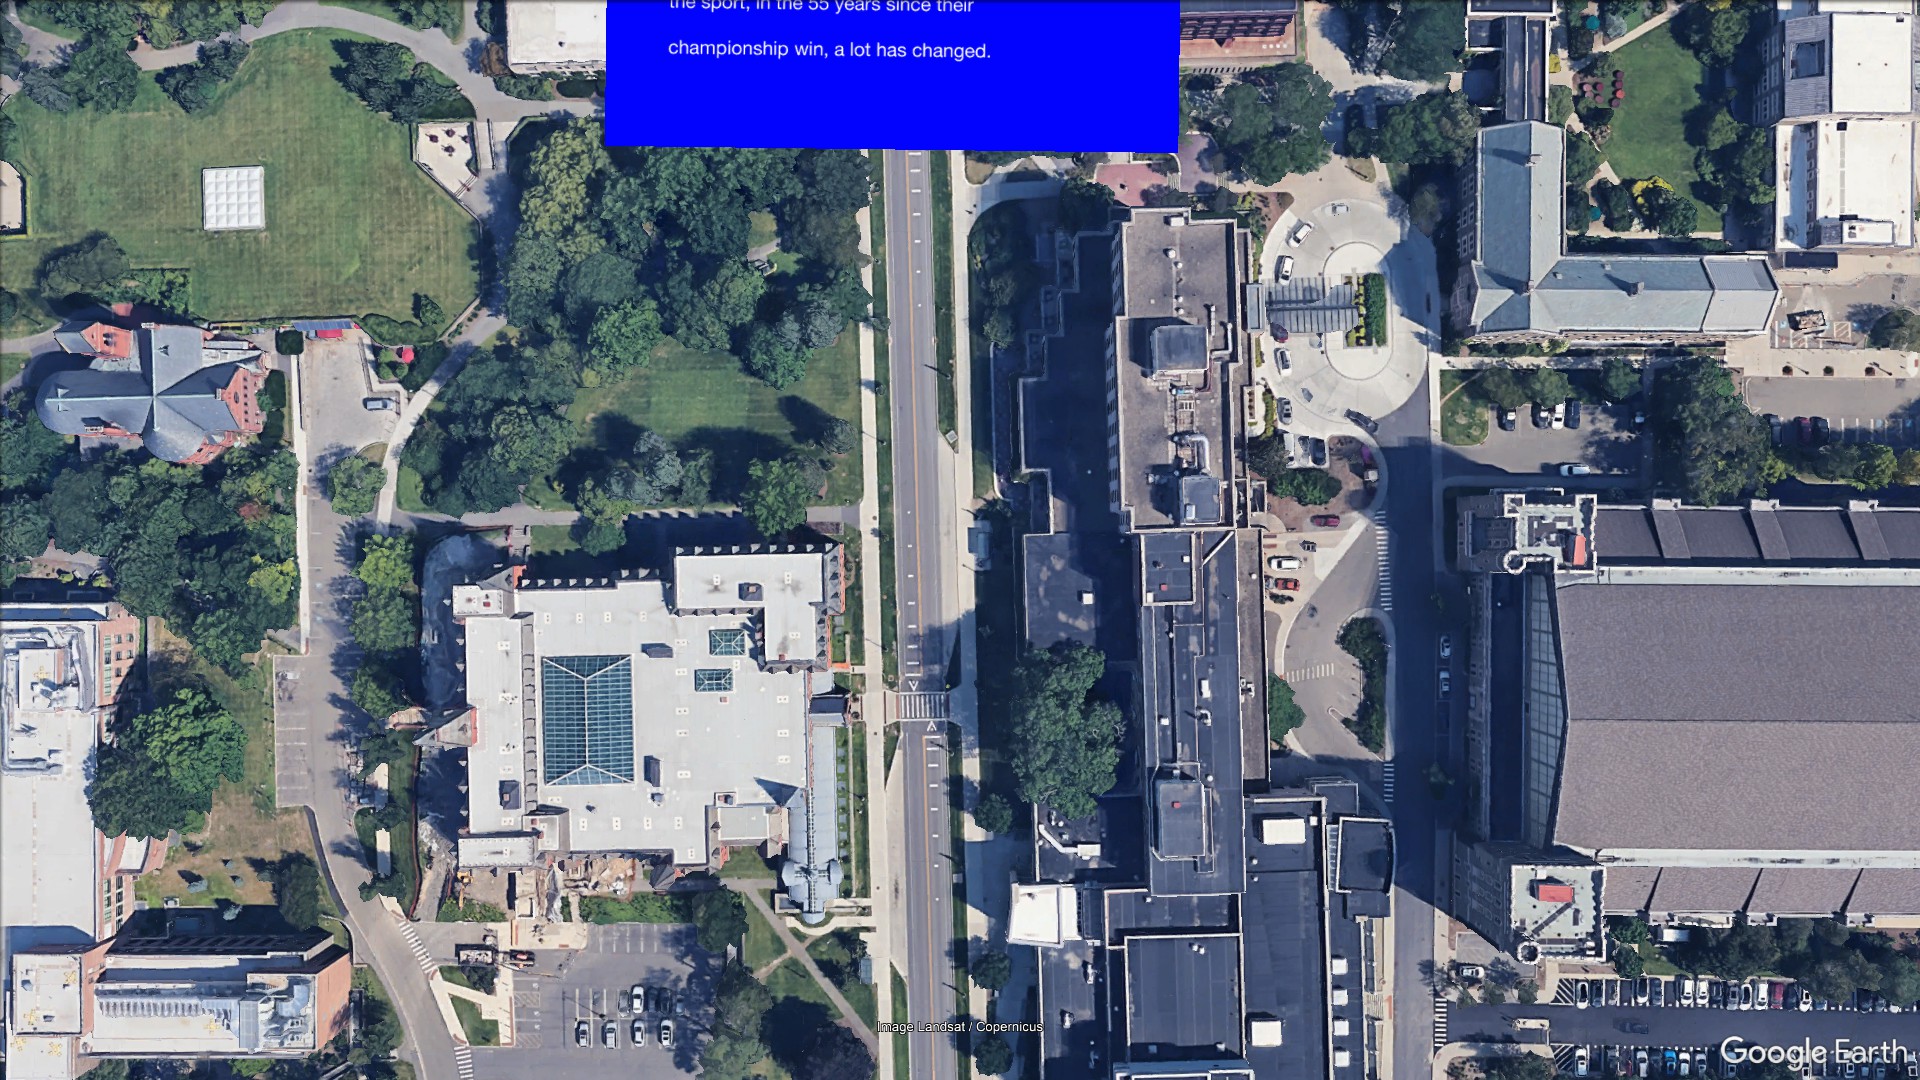 the sport, in the 55 years since their
championship win, a lot has changed.
Image Landsat / Copernicus
Google Earth